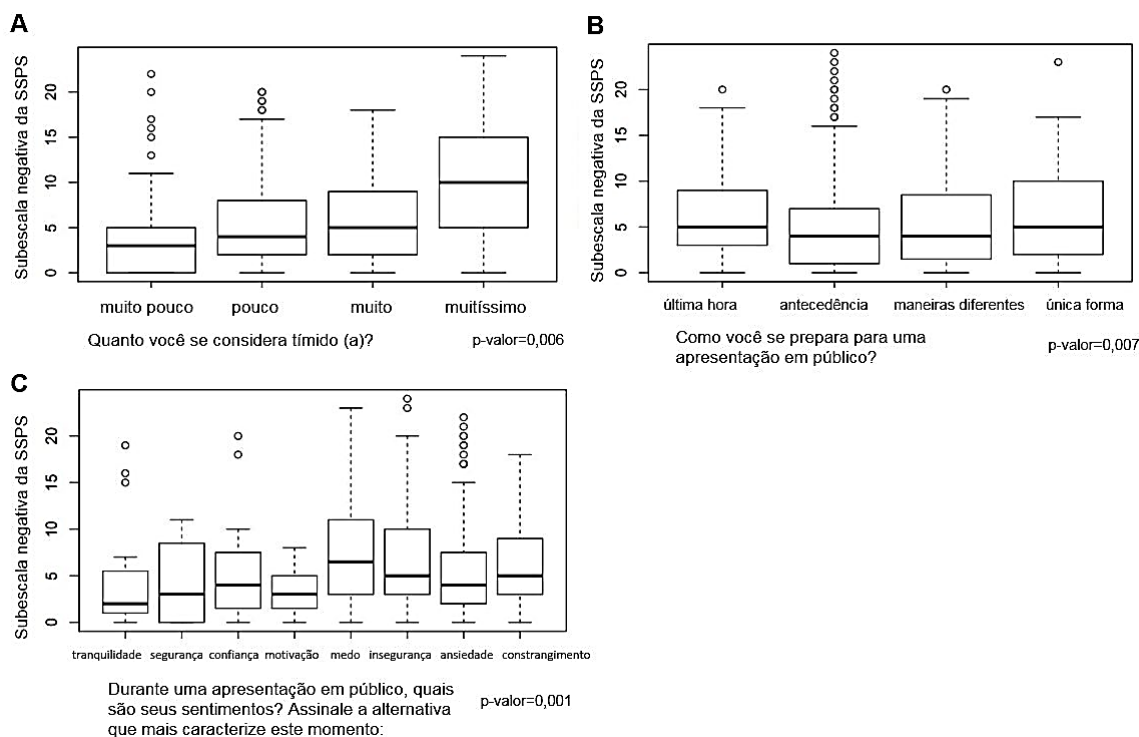 A
Subescala negativa da SSPS
20
15
10
5
0
muito pouco pouco muito muitíssimo
Quanto você se considera tímido (a)? p-valor=0,006
B
Subescala negativa da SSPS
20
15
10
5
0
última hora antecedência maneiras diferentes única forma
Como você se prepara para uma
apresentação em público?
p-valor=0,007
C
Subescala negativa da SSPS
20
15
10
5
0
tranquilidade segurança confiança motivação medo insegurança ansiedade constrangimento
Durante uma apresentação em público, quais
são seus sentimentos? Assinale a alternativa
que mais caracterize este momento:
p-valor=0,001